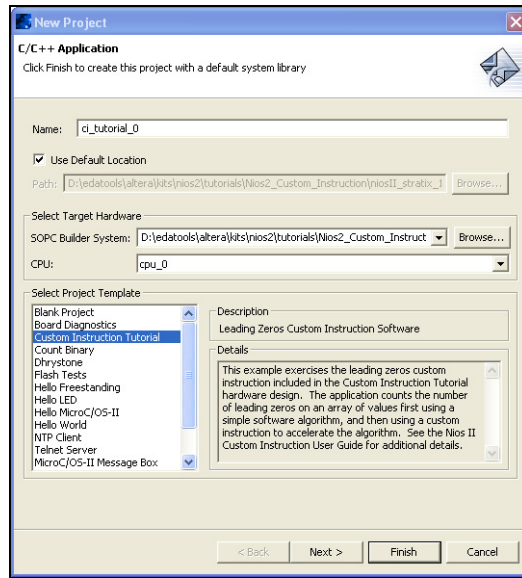 New Project
C/C++ Application
Click Finish to create this project with a default system library
Name: ci_tutorial_0
Use Default Location
Path: D:\edatools\altera\kits\nios2\tutorials\Nios2_Custom_Instruction\niosII_stratix_1 Browse...
Select Target Hardware
SOPC Builder System: D:\edatools\altera\kits\nios2\tutorials\Nios2_Custom_Instruct Browse...
CPU: cpu_0
Select Project Template
Blank Project
Board Diagnostics
Custom Instruction Tutorial
Count Binary
Dhrystone
Flash Tests
Hello Freestanding
Hello LED
Hello MicroC/OS-II
Hello World
NTP Client
Telnet Server
MicroC/OS-II Message Box
Description
Leading Zeros Custom Instruction Software
Details
This example exercises the leading zeros custom
instruction included in the Custom Instruction Tutorial
hardware design. The application counts the number
of leading zeros on an array of values first using a
simple software algorithm, and then using a custom
instruction to accelerate the algorithm. See the Nios II
Custom Instruction User Guide for additional details.
< Back Next > Finish Cancel